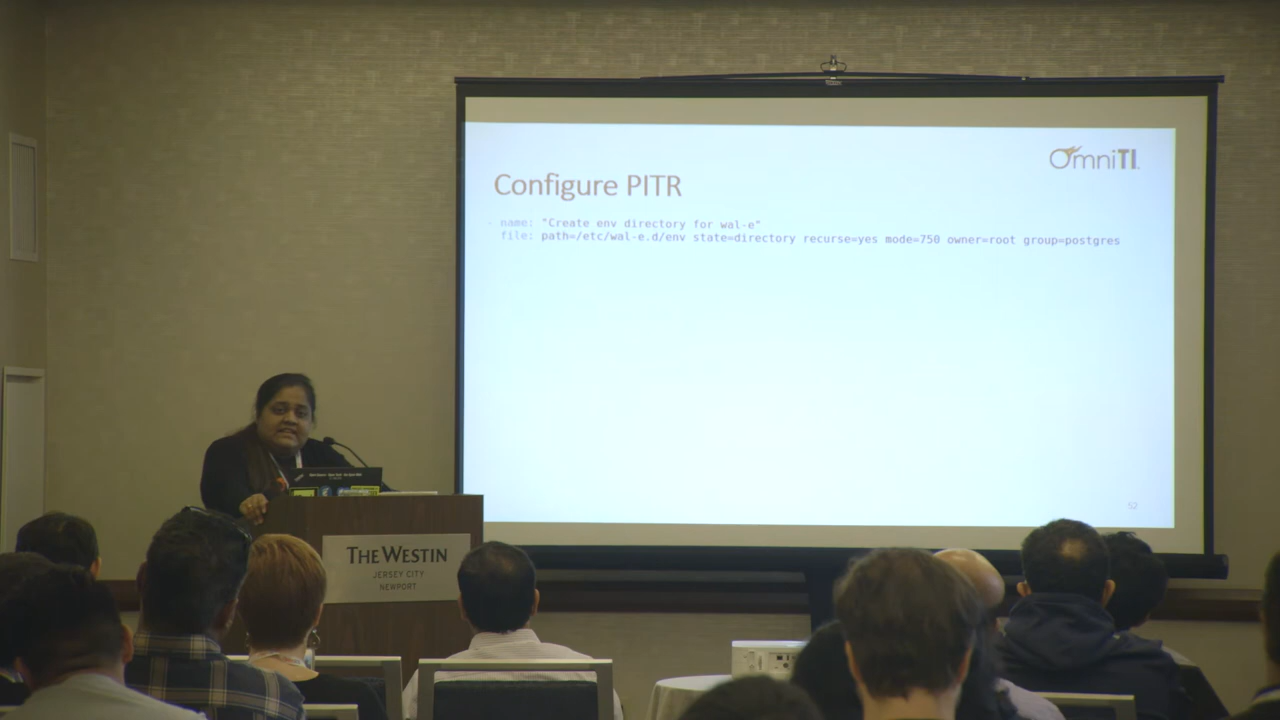 OmniTI
Configure PITR
- name: "Create env directory for wal-e"
file: path=/etc/wal-e.d/env state=directory recurse=yes mode=750 owner=root group=postgres
52
THE WESTIN
JERSEY CITY
NEWPORT